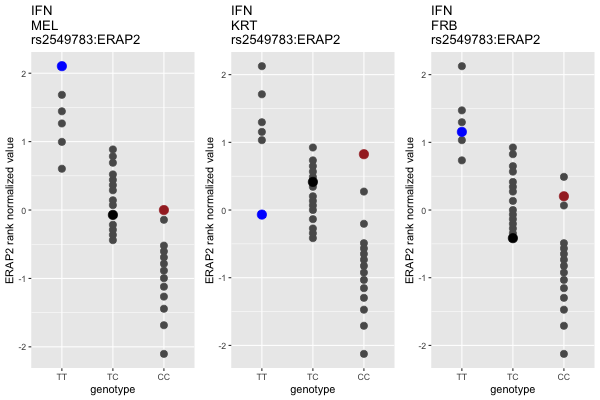 IFN
MEL
rs2549783:ERAP2
ERAP2 rank normalized value
2
1
0
-1
-2
TT
TC
CC
genotype
IFN
KRT
rs2549783:ERAP2
ERAP2 rank normalized value
2
1
0
-1
-2
TT
TC
CC
genotype
IFN
FRB
rs2549783:ERAP2
ERAP2 rank normalized value
2
1
0
-1
-2
TT
TC
CC
genotype